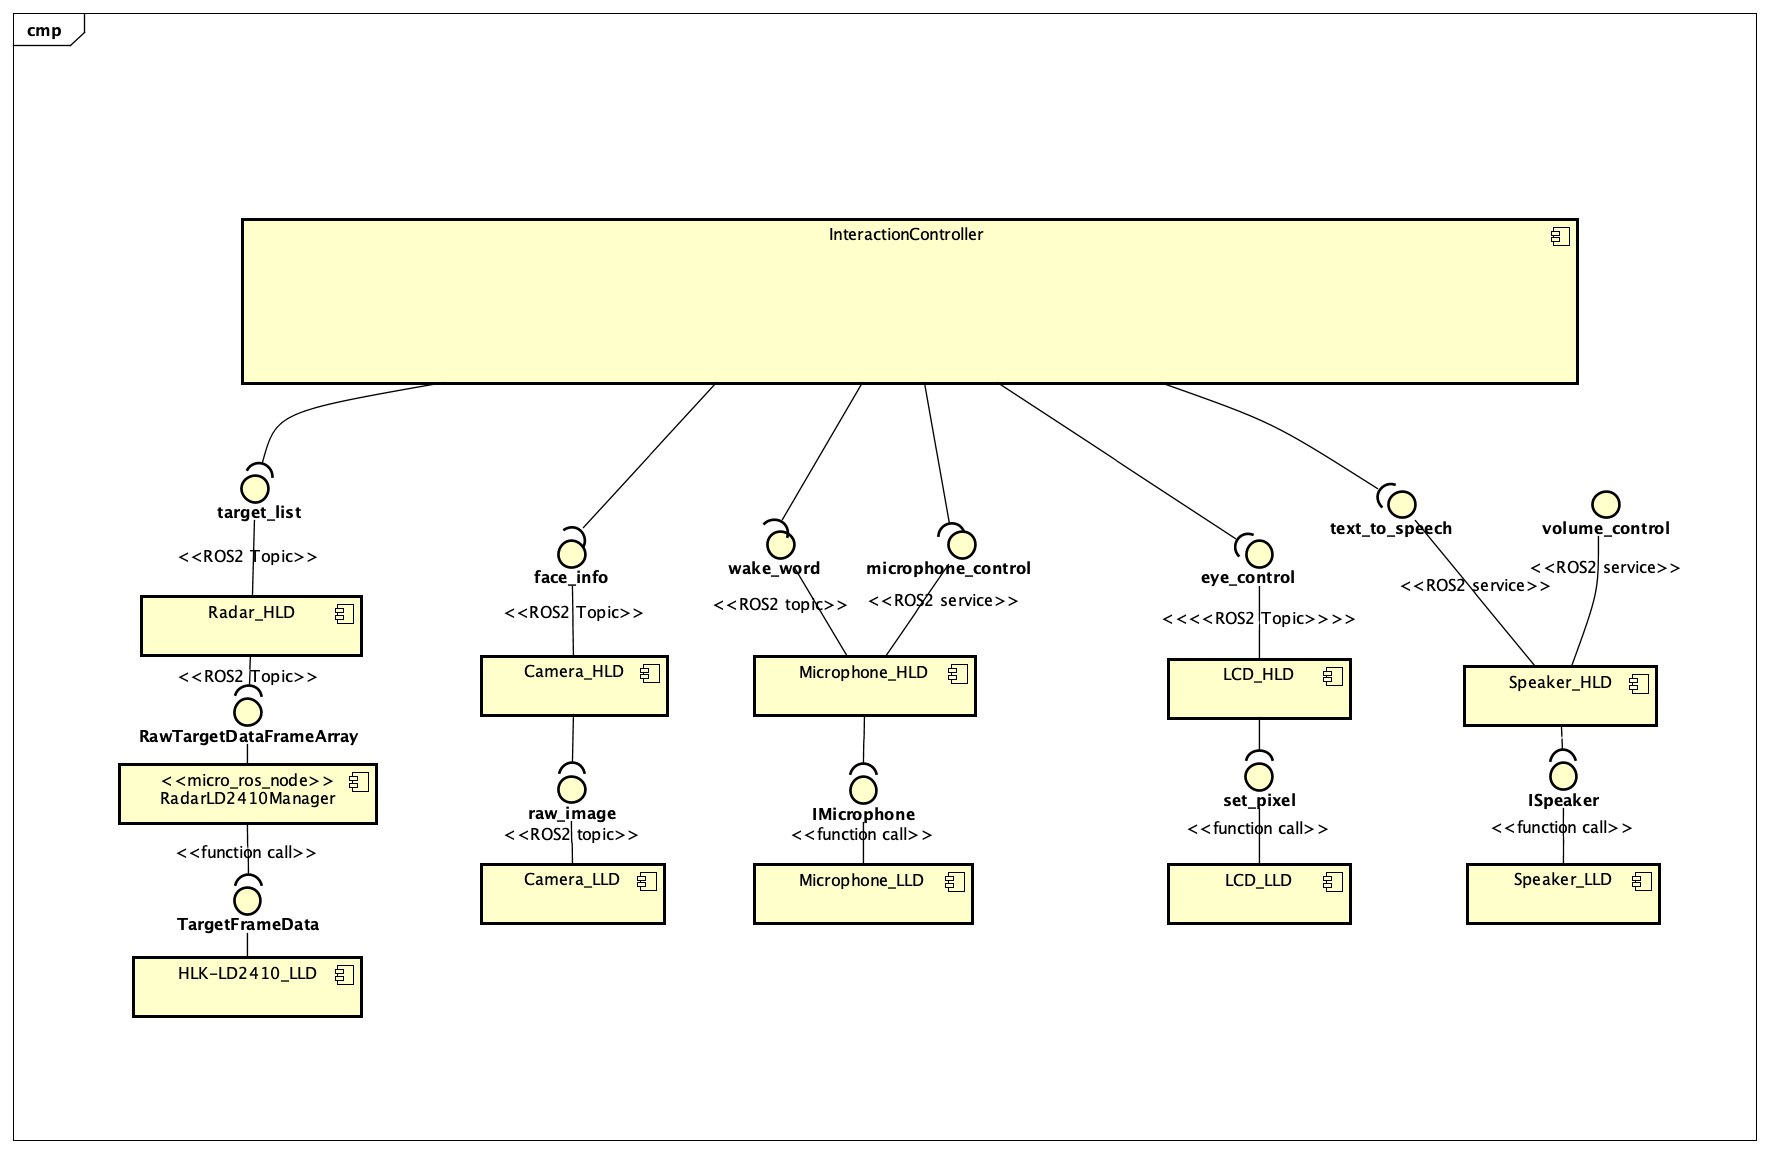 cmp
InteractionController
target_list
<<ROS2 Topic>>
Radar_HLD
<<ROS2 Topic>>
RawTargetDataFrameArray
<<micro_ros_node>>
RadarLD2410Manager
<<function call>>
TargetFrameData
HLK-LD2410_LLD
face_info
<<ROS2 Topic>>
Camera_HLD
raw_image
<<ROS2 topic>>
Camera_LLD
wake_word
<<ROS2 topic>>
microphone_control
<<ROS2 service>>
Microphone_HLD
IMicrophone
<<function call>>
Microphone_LLD
eye_control
<<<<ROS2 Topic>>>>
LCD_HLD
set_pixel
<<function call>>
LCD_LLD
text_to_speech
<<ROS2 service>>
volume_control
<<ROS2 service>>
Speaker_HLD
ISpeaker
<<function call>>
Speaker_LLD